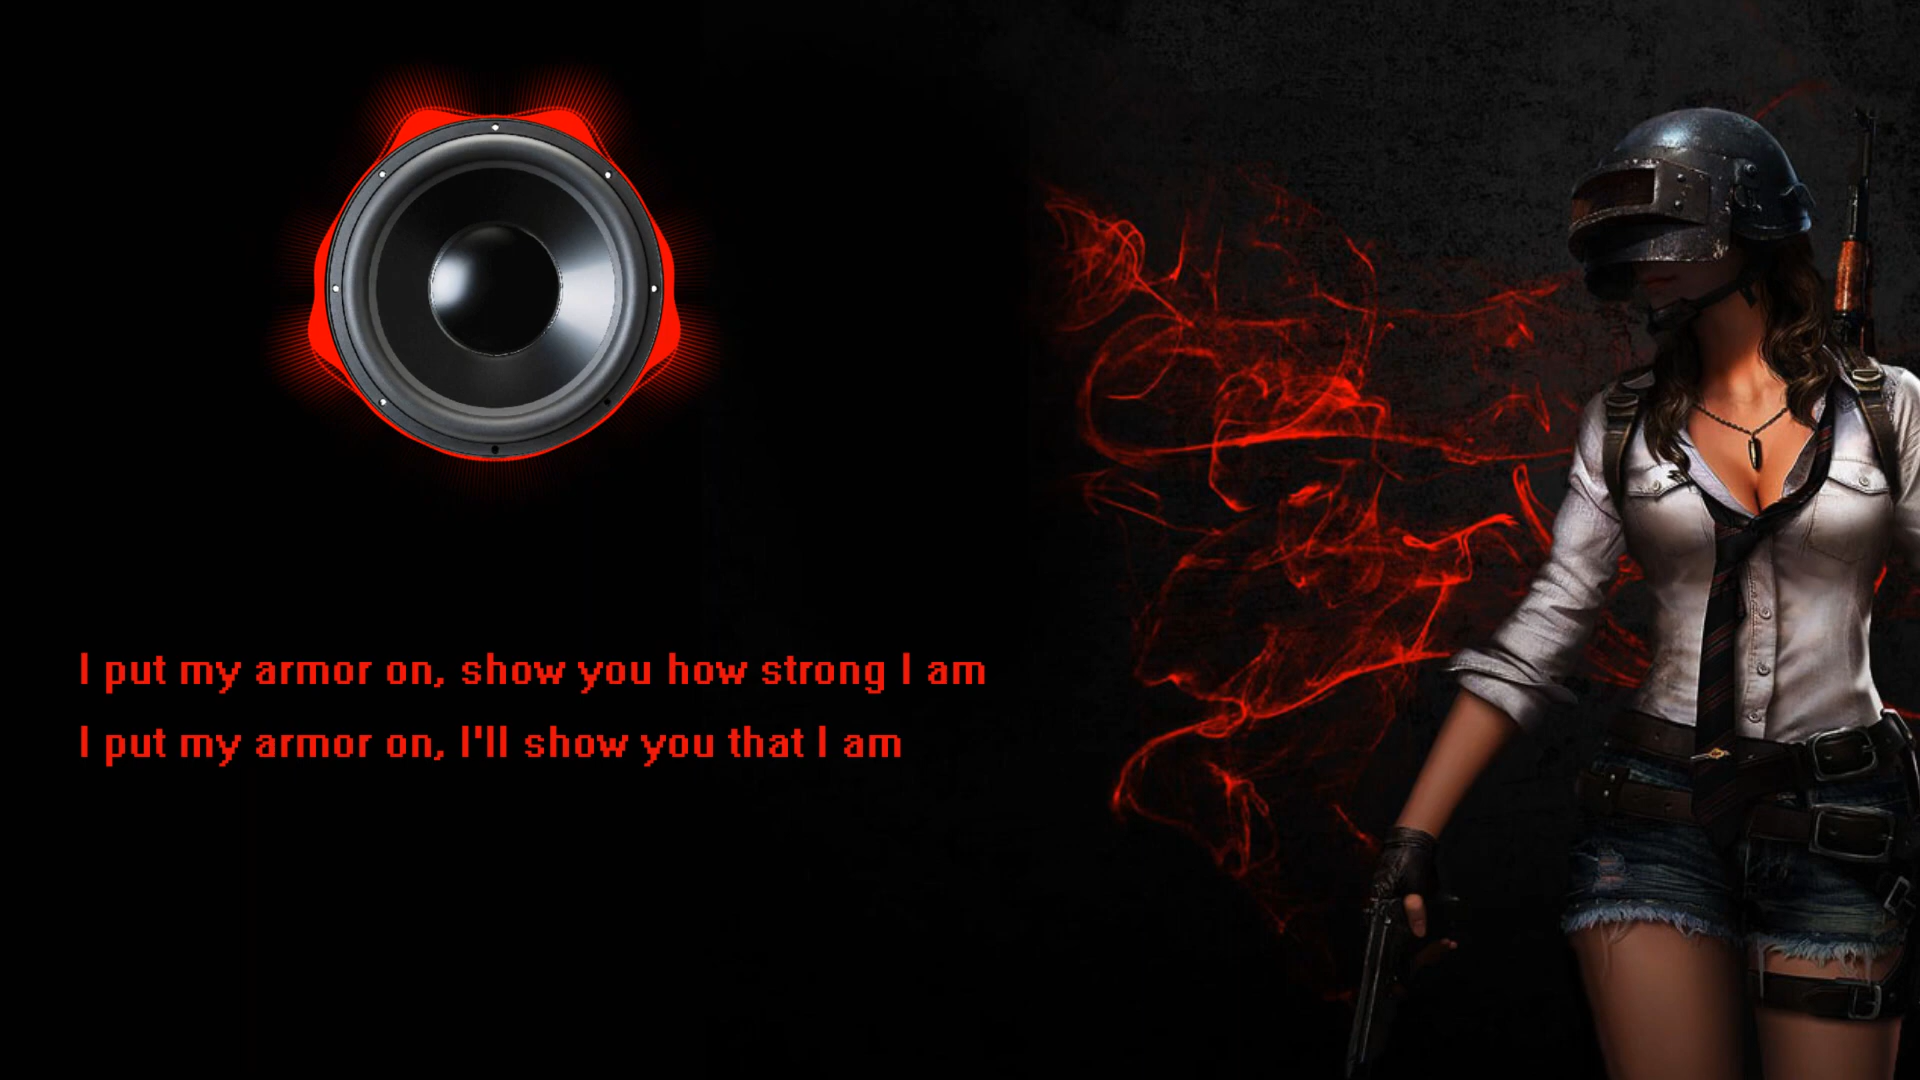 I put my armor on, show you how strong I am
I put my armor on, I'll show you that I am